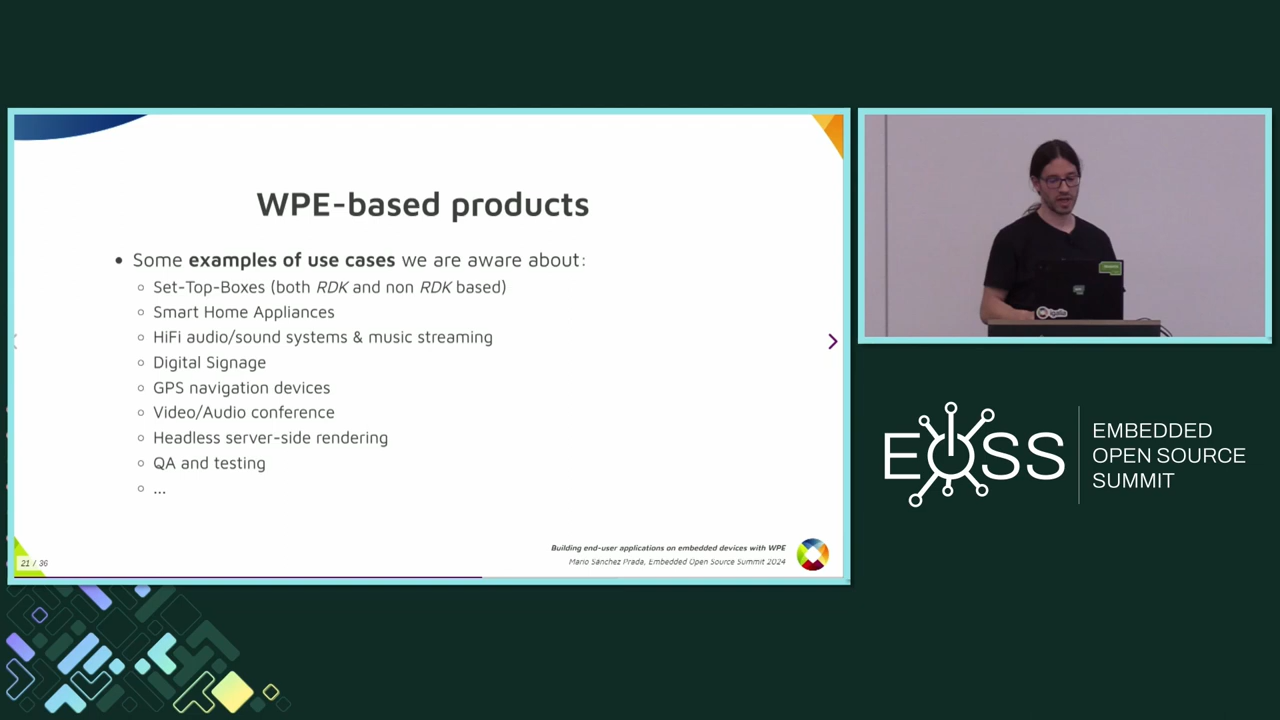 WPE-based products
• Some examples of use cases we are aware about:
◦ Set-Top-Boxes (both RDK and non RDK based)
◦ Smart Home Appliances
◦ HiFi audio/sound systems & music streaming
◦ Digital Signage
◦ GPS navigation devices
◦ Video/Audio conference
◦ Headless server-side rendering
◦ QA and testing
◦ ...
Building end-user applications on embedded devices with WPE
Mario Sánchez Prada, Embedded Open Source Summit 2024
21 / 36
igalia
EOSS
EMBEDDED
OPEN SOURCE
SUMMIT